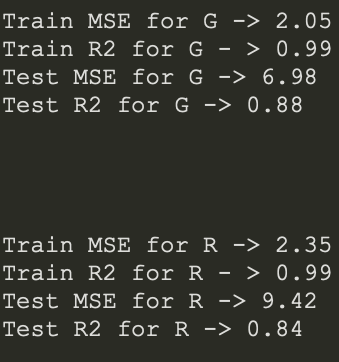 Train MSE for G -> 2.05
Train R2 for G - > 0.99
Test MSE for G -> 6.98
Test R2 for G -> 0.88
Train MSE for R -> 2.35
Train R2 for R - > 0.99
Test MSE for R -> 9.42
Test R2 for R -> 0.84